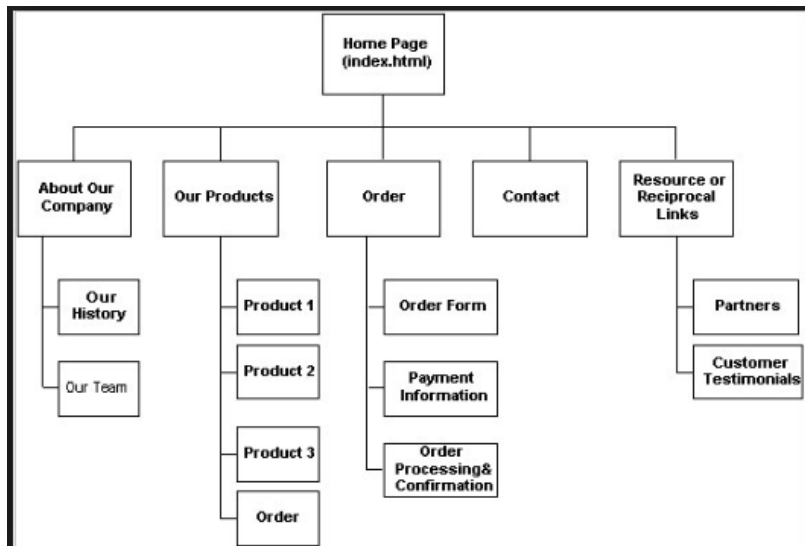 Home Page
(index.html)
About Our
Company
Our Products
Order
Contact
Resource or
Reciprocal
Links
Our
History
Our Team
Product 1
Product 2
Product 3
Order
Order Form
Payment
Information
Order
Processing&
Confirmation
Partners
Customer
Testimonials